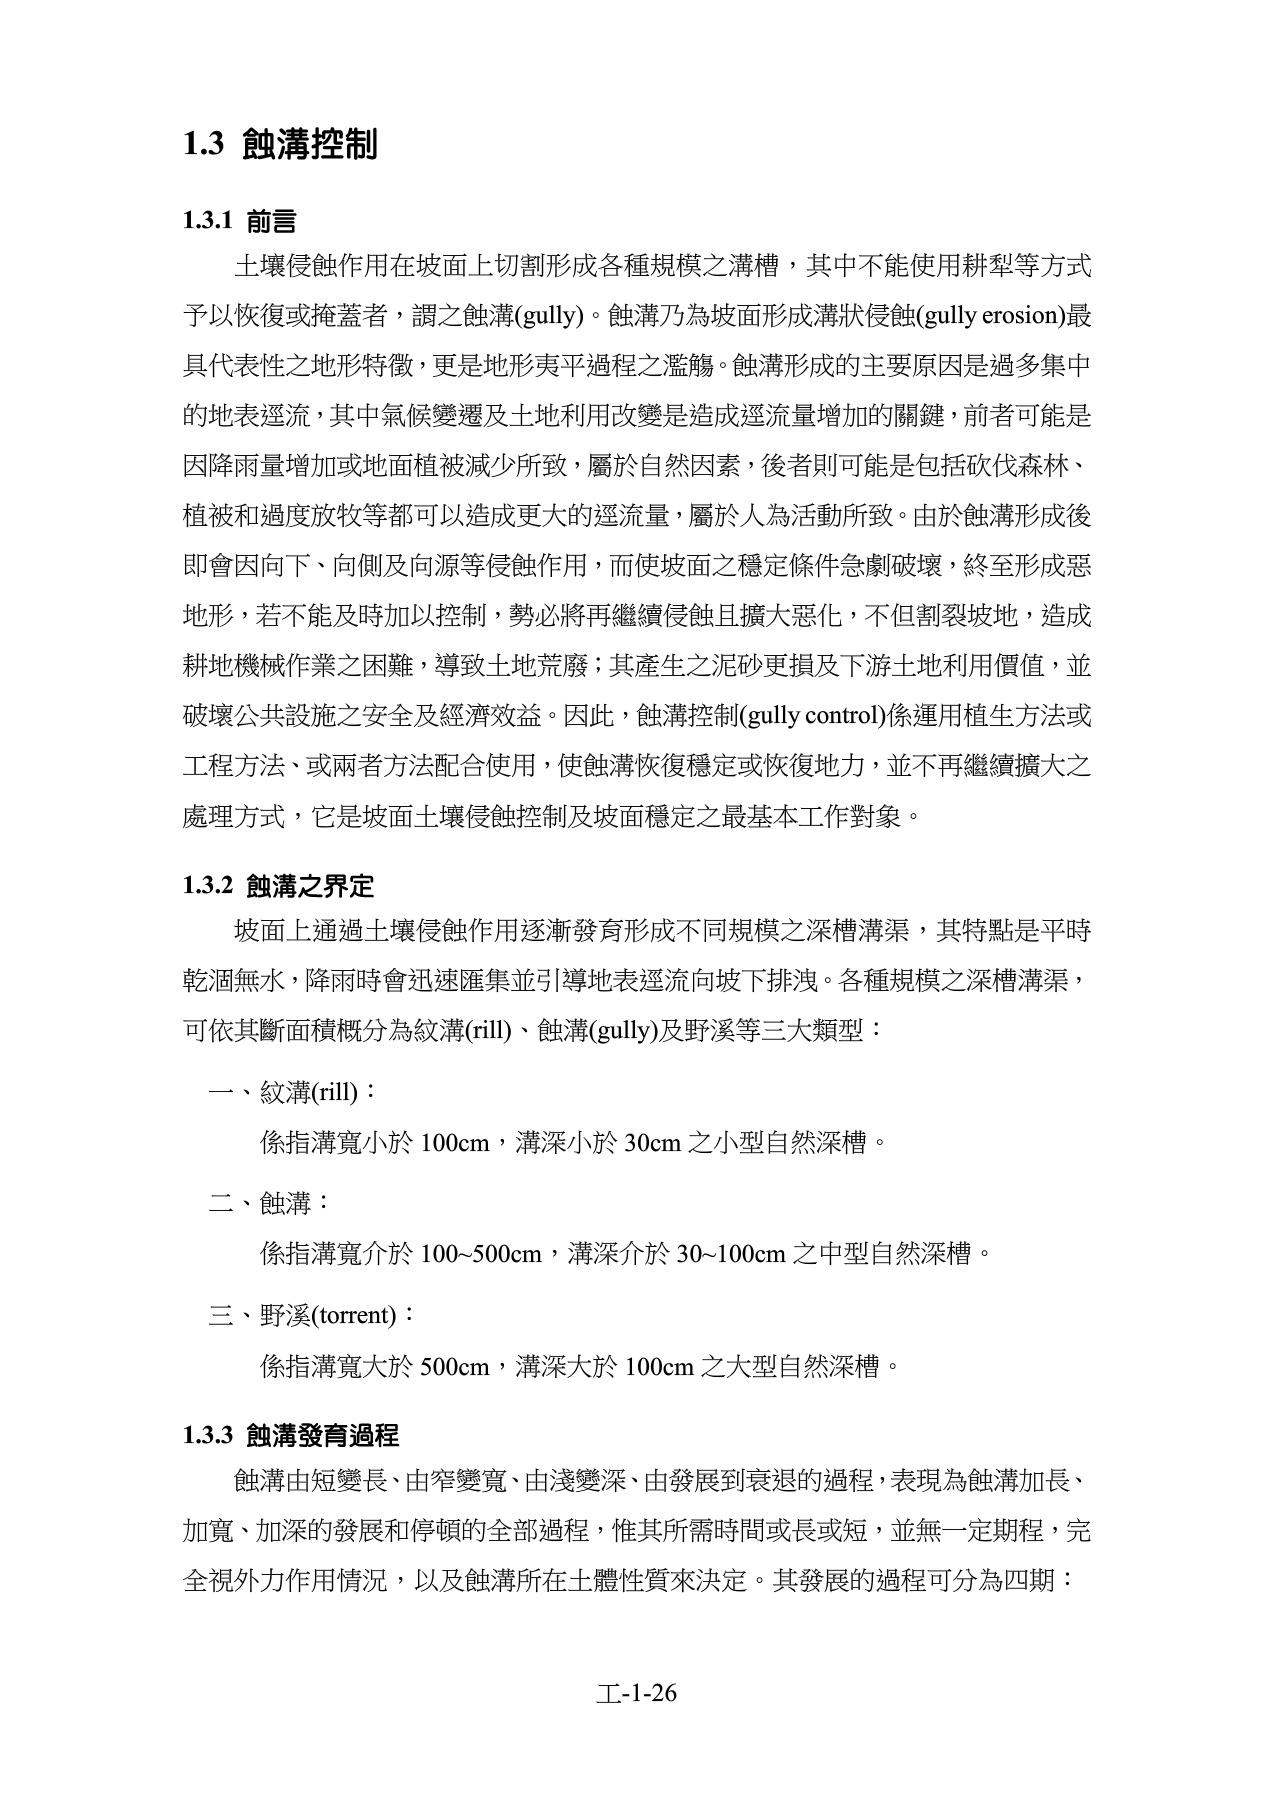 1.3 蝕溝控制
1.3.1 前言
土壤侵蝕作用在坡面上切割形成各種規模之溝槽，其中不能使用耕犁等方式
予以恢復或掩蓋者，謂之蝕溝(gully)。蝕溝乃為坡面形成溝狀侵蝕(gully erosion)最
具代表性之地形特徵，更是地形夷平過程之濫觴。蝕溝形成的主要原因是過多集中
的地表逕流，其中氣候變遷及土地利用改變是造成逕流量增加的關鍵，前者可能是
因降雨量增加或地面植被減少所致，屬於自然因素，後者則可能是包括砍伐森林、
植被和過度放牧等都可以造成更大的逕流量，屬於人為活動所致。由於蝕溝形成後
即會因向下、向側及向源等侵蝕作用，而使坡面之穩定條件急劇破壞，終至形成惡
地形，若不能及時加以控制，勢必將再繼續侵蝕且擴大惡化，不但割裂坡地，造成
耕地機械作業之困難，導致土地荒廢；其產生之泥砂更損及下游土地利用價值，並
破壞公共設施之安全及經濟效益。因此，蝕溝控制(gully control)係運用植生方法或
工程方法、或兩者方法配合使用，使蝕溝恢復穩定或恢復地力，並不再繼續擴大之
處理方式，它是坡面土壤侵蝕控制及坡面穩定之最基本工作對象。
1.3.2 蝕溝之界定
坡面上通過土壤侵蝕作用逐漸發育形成不同規模之深槽溝渠，其特點是平時
乾涸無水，降雨時會迅速匯集並引導地表逕流向坡下排洩。各種規模之深槽溝渠，
可依其斷面積概分為紋溝(rill)、蝕溝(gully)及野溪等三大類型：
一、紋溝(rill)：
係指溝寬小於 100cm，溝深小於 30cm 之小型自然深槽。
二、蝕溝：
係指溝寬介於 100~500cm，溝深介於 30~100cm 之中型自然深槽。
三、野溪(torrent)：
係指溝寬大於 500cm，溝深大於 100cm 之大型自然深槽。
1.3.3 蝕溝發育過程
蝕溝由短變長、由窄變寬、由淺變深、由發展到衰退的過程，表現為蝕溝加長、
加寬、加深的發展和停頓的全部過程，惟其所需時間或長或短，並無一定期程，完
全視外力作用情況，以及蝕溝所在土體性質來決定。其發展的過程可分為四期：
工-1-26